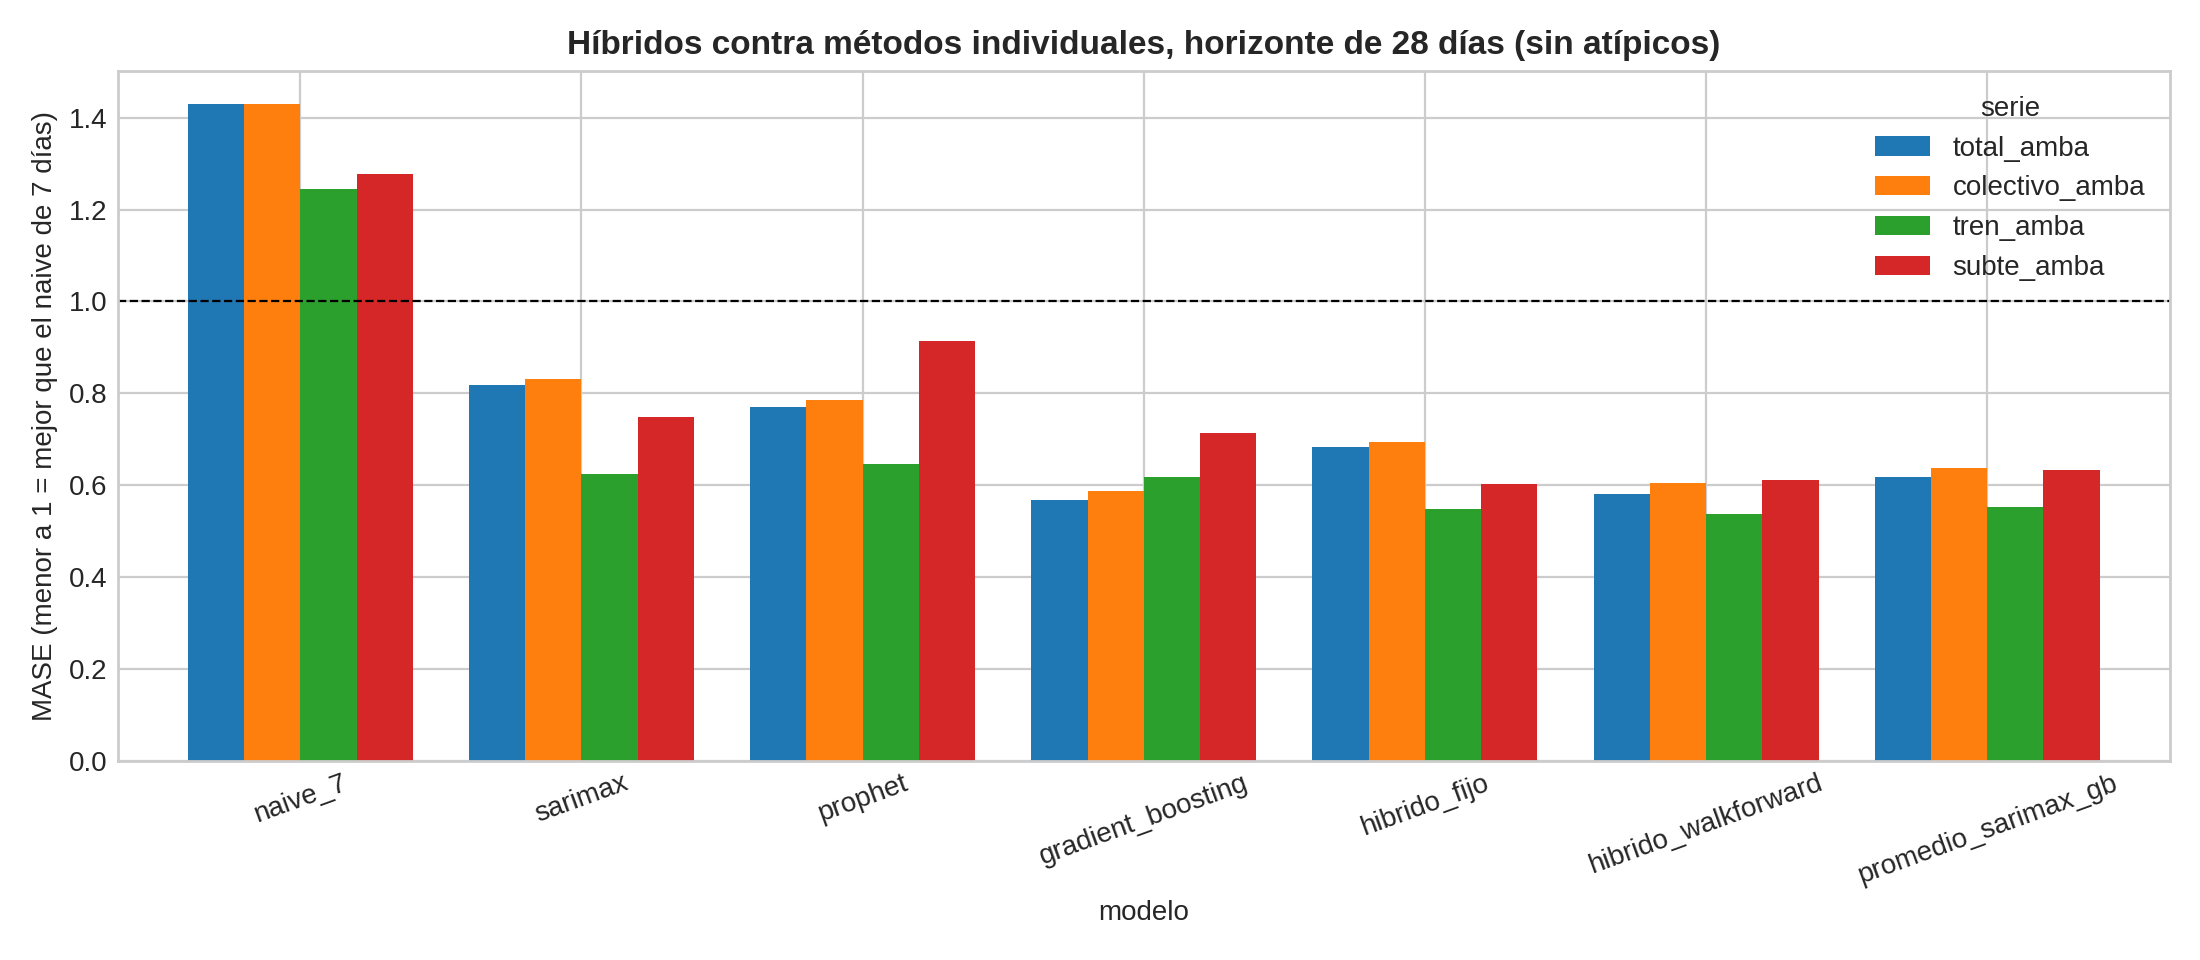 Híbridos contra métodos individuales, horizonte de 28 días (sin atípicos)
MASE (menor a 1 = mejor que el naive de 7 días)
1.4
1.2
1.0
0.8
0.6
0.4
0.2
0.0
serie
total_amba
colectivo_amba
tren_amba
subte_amba
naive_7
sarimax
prophet
gradient_boosting
hibrido_fijo
hibrido_walkforward
promedio_sarimax_gb
modelo